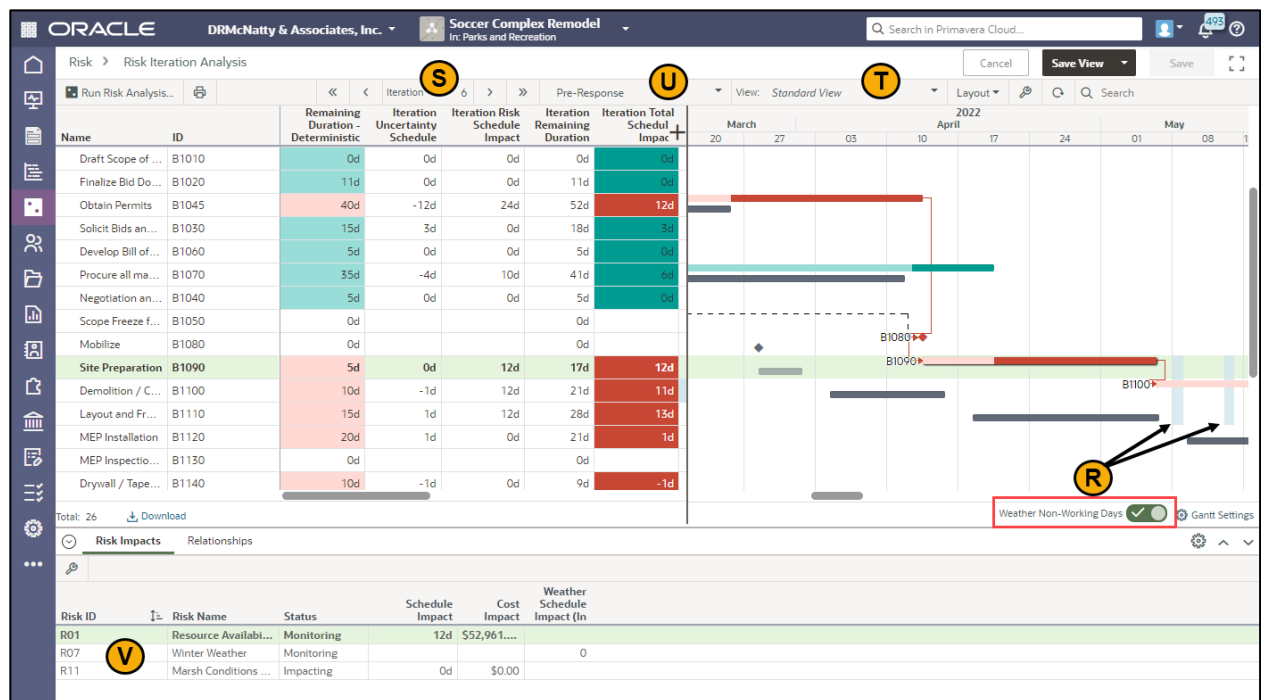 ORACLE DRMcNatty & Associates, Inc. Soccer Complex Remodel Search in Primavera Cloud... 493
In: Parks and Recreation
Risk > Risk Iteration Analysis Cancel Save View Save
S U T
Run Risk Analysis... Iteration 6 Pre-Response View: Standard View Layout Search
Name ID Remaining Duration - Deterministic Iteration Uncertainty Schedule Iteration Risk Schedule Impact Iteration Remaining Duration Iteration Total Schedul Impac
2022
March April May
20 27 03 10 17 24 01 08 1
Draft Scope of ... B1010 0d 0d 0d 0d 0d
Finalize Bid Do... B1020 11d 0d 0d 11d 0d
Obtain Permits B1045 40d -12d 24d 52d 12d
Solicit Bids an... B1030 15d 3d 0d 18d 3d
Develop Bill of... B1060 5d 0d 0d 5d 0d
Procure all ma... B1070 35d -4d 10d 41d 6d
Negotiation an... B1040 5d 0d 0d 5d 0d
Scope Freeze f... B1050 0d 0d
Mobilize B1080 0d 0d B1080
Site Preparation B1090 5d 0d 12d 17d 12d B1090
Demolition / C... B1100 10d -1d 12d 21d 11d B1100
Layout and Fr... B1110 15d 1d 12d 28d 13d
MEP Installation B1120 20d 1d 0d 21d 1d
MEP Inspectio... B1130 0d 0d
Drywall / Tape... B1140 10d -1d 0d 9d -1d
R
Total: 26 Download Weather Non-Working Days Gantt Settings
Risk Impacts Relationships
Risk ID Risk Name Status Schedule Impact Cost Impact Weather Schedule Impact (In
R01 Resource Availabi... Monitoring 12d $52,961....
R07 Winter Weather Monitoring 0
R11 Marsh Conditions ... Impacting 0d $0.00
V